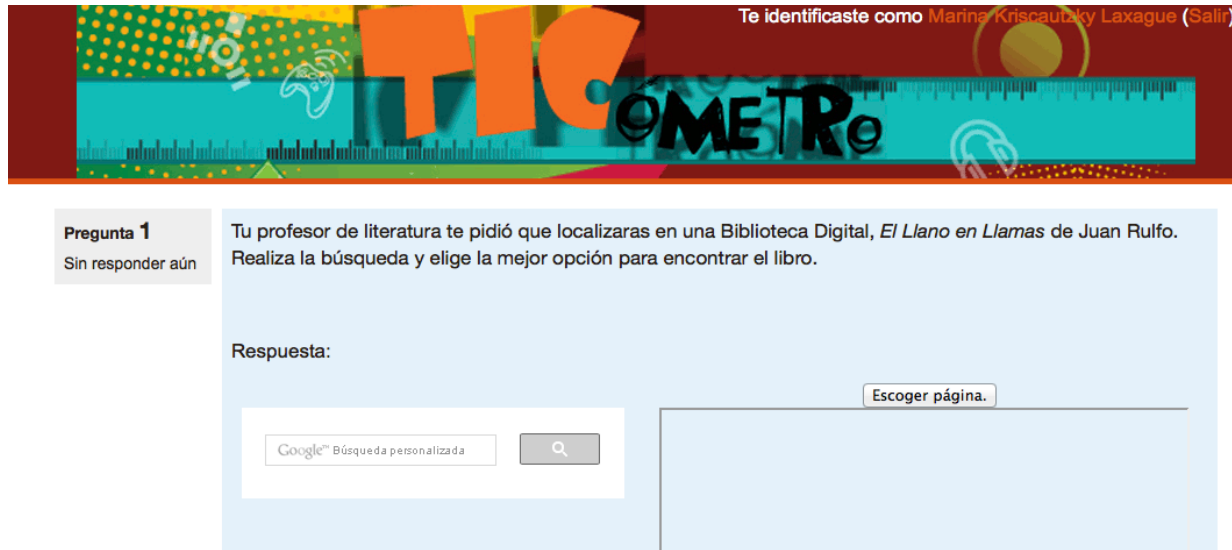 Te identificaste como Marina Kriscautzky Laxague (Salir)
TICÓMETRO
Pregunta 1
Sin responder aún
Tu profesor de literatura te pidió que localizaras en una Biblioteca Digital, El Llano en Llamas de Juan Rulfo.
Realiza la búsqueda y elige la mejor opción para encontrar el libro.
Respuesta:
Escoger página.
Google™ Búsqueda personalizada